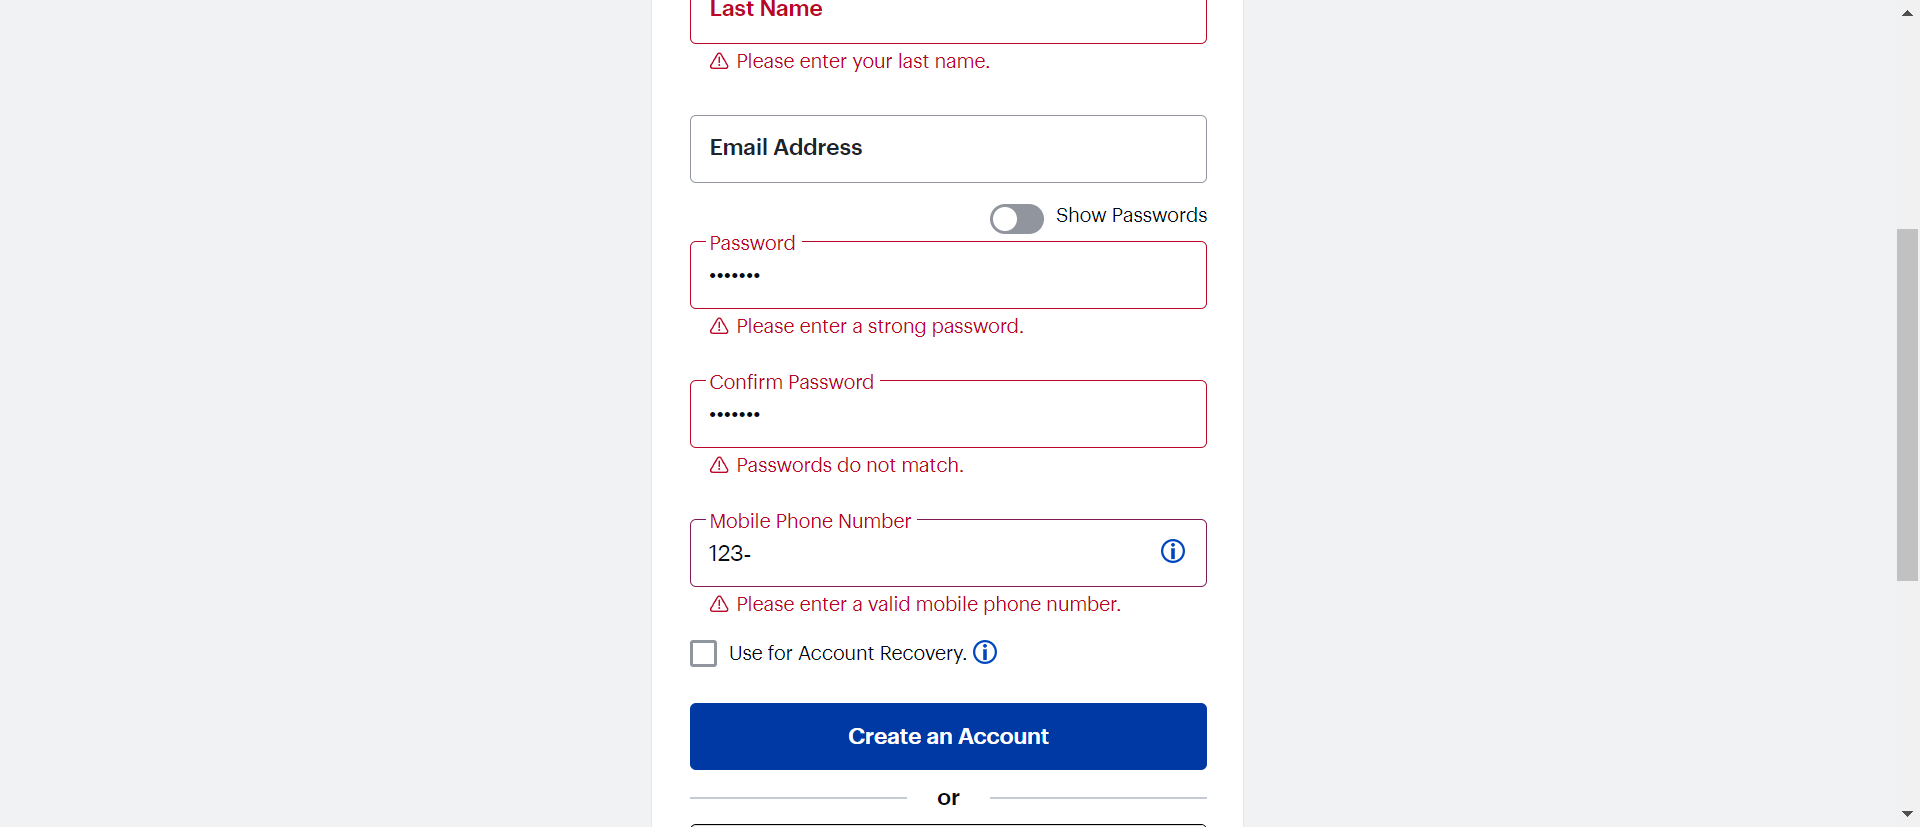 Last Name
Please enter your last name.
Email Address
Show Passwords
Password
•••••••
Please enter a strong password.
Confirm Password
•••••••
Passwords do not match.
Mobile Phone Number
123-
Please enter a valid mobile phone number.
Use for Account Recovery.
Create an Account
or